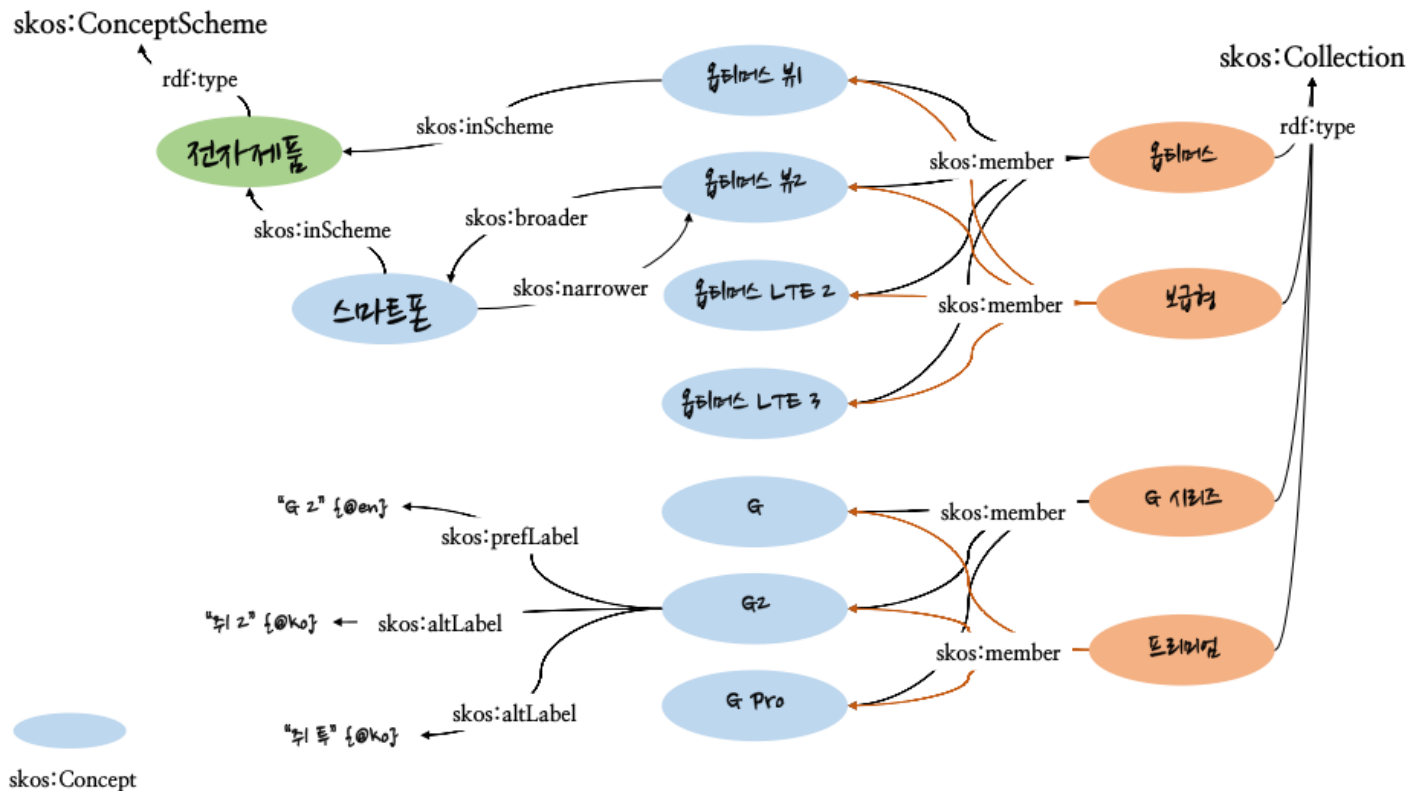 skos:ConceptScheme
rdf:type
전자제품
skos:inScheme
skos:inScheme
스마트폰
skos:broader
skos:narrower
옵티머스 뷰1
옵티머스 뷰2
옵티머스 LTE 2
옵티머스 LTE 3
skos:member
skos:member
옵티머스
보급형
skos:Collection
rdf:type
"G 2" {@en}
skos:prefLabel
"쥐 2" {@ko}
skos:altLabel
"쥐 투" {@ko}
skos:altLabel
G
G2
G Pro
skos:member
skos:member
G 시리즈
프리미엄
skos:Concept